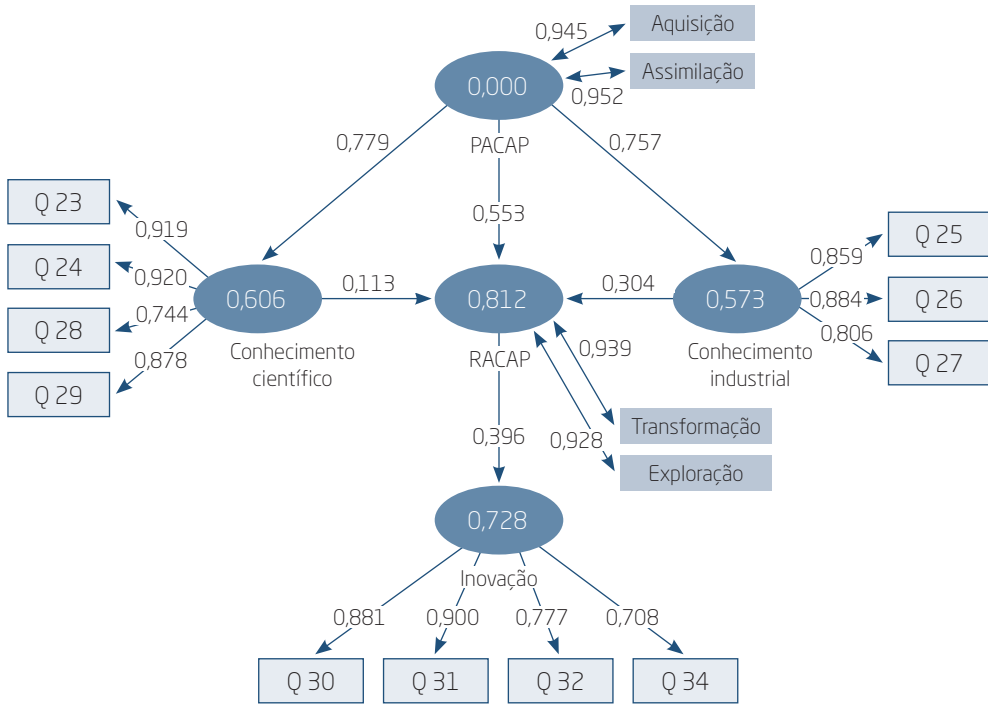 0,945
Aquisição
0,000
Assimilação
0,952
0,779
PACAP
0,757
Q 23
0,919
0,553
Q 25
0,859
Q 24
0,920
0,606
0,113
0,812
0,304
0,573
0,884
Q 26
Q 28
0,744
0,806
Conhecimento
científico
RACAP
0,939
Conhecimento
industrial
Q 27
0,878
Q 29
Transformação
0,396
0,928
Exploração
0,728
Inovação
0,881
0,900
0,777
0,708
Q 30
Q 31
Q 32
Q 34